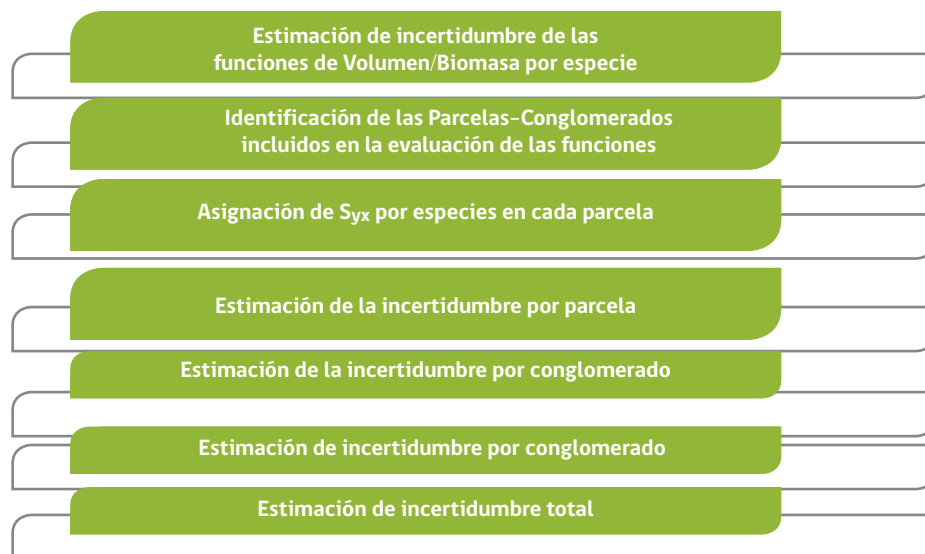 Estimación de incertidumbre de las
funciones de Volumen/Biomasa por especie
Identificación de las Parcelas-Conglomerados
incluidos en la evaluación de las funciones
Asignación de Syx por especies en cada parcela
Estimación de la incertidumbre por parcela
Estimación de la incertidumbre por conglomerado
Estimación de incertidumbre por conglomerado
Estimación de incertidumbre total